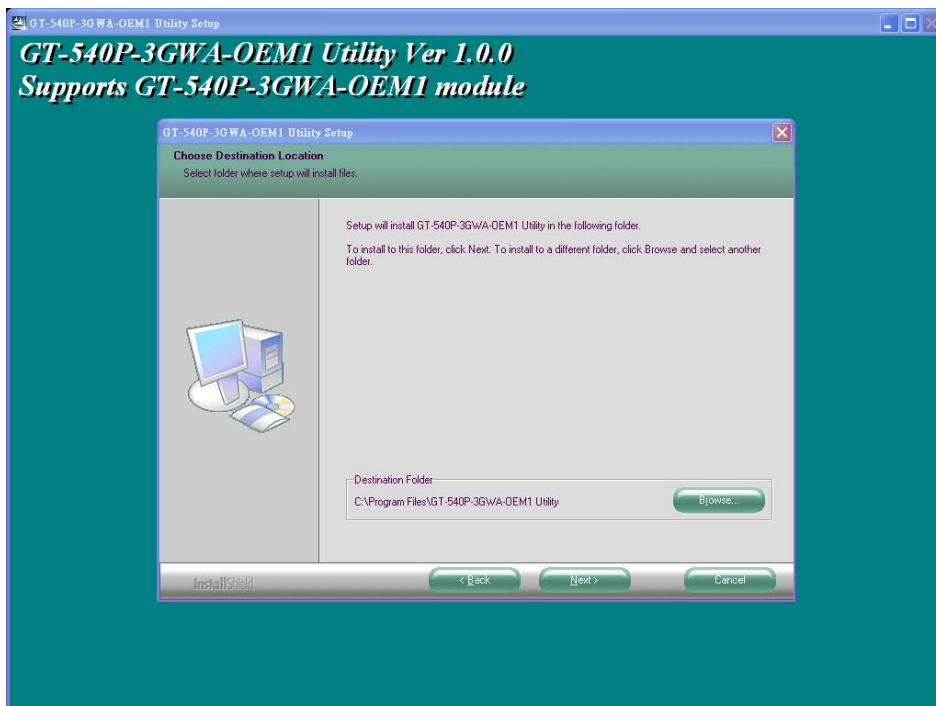 GT-540P-3GWA-OEM1 Utility Setup
GT-540P-3GWA-OEM1 Utility Ver 1.0.0
Supports GT-540P-3GWA-OEM1 module
GT-540P-3GWA-OEM1 Utility Setup
Choose Destination Location
Select folder where setup will install files.
Setup will install GT-540P-3GWA-OEM1 Utility in the following folder.
To install to this folder, click Next. To install to a different folder, click Browse and select another
folder.
Destination Folder
C:\Program Files\GT-540P-3GWA-OEM1 Utility
Browse...
InstallShield
< Back
Next >
Cancel